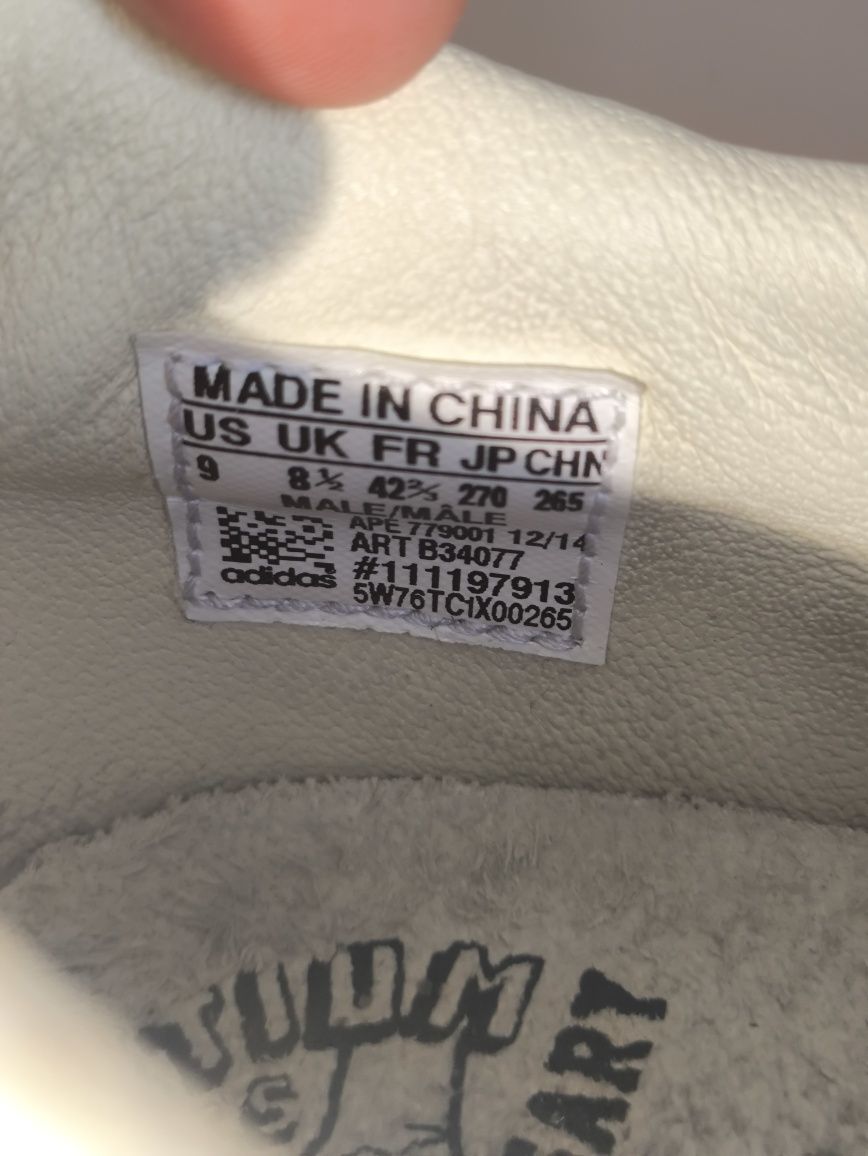 MADE IN CHINA
US UK FR JP CHN
9 8½ 42⅔ 270 265
MALE/MÂLE
APE 779001 12/14
ART B34077
#111197913
adidas
5W76TC1X00265